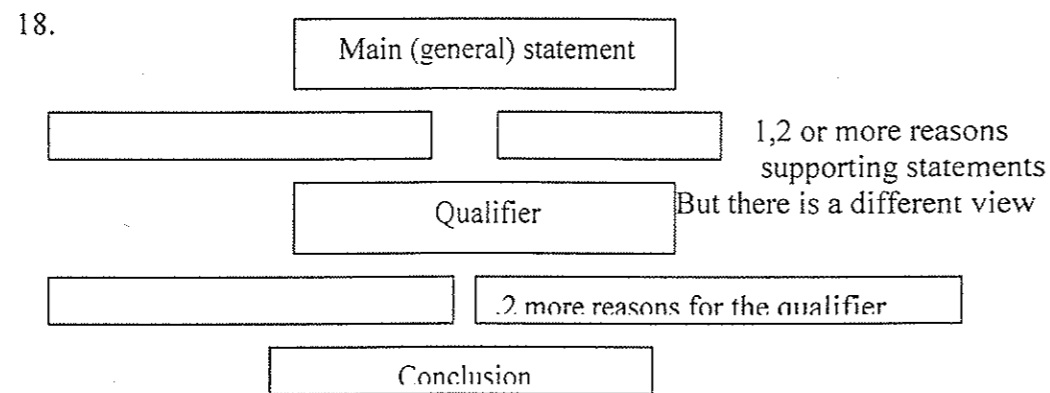 18.
Main (general) statement
1,2 or more reasons
supporting statements
Qualifier
But there is a different view
.2 more reasons for the qualifier
Conclusion